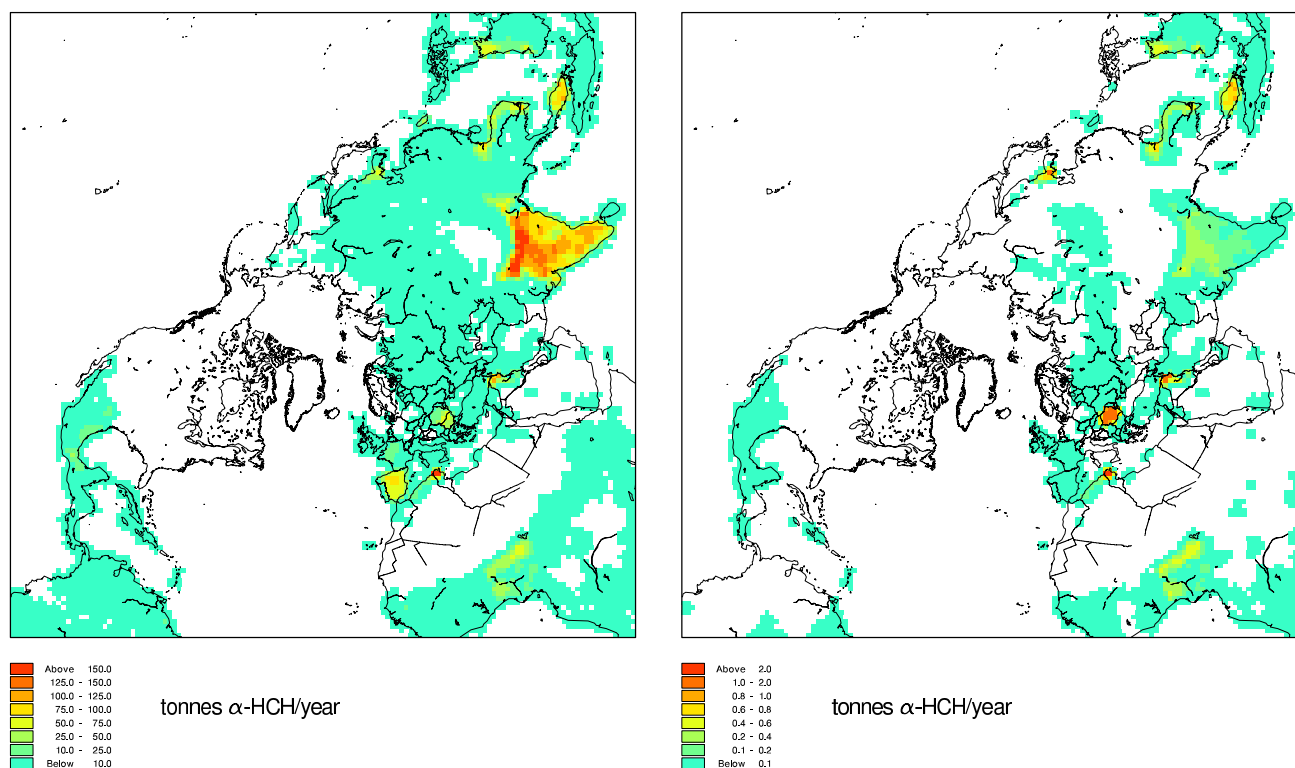 Above 150.0
125.0 - 150.0
100.0 - 125.0
75.0 - 100.0
50.0 - 75.0
25.0 - 50.0
10.0 - 25.0
Below 10.0
tonnes α-HCH/year
Above 2.0
1.0 - 2.0
0.8 - 1.0
0.6 - 0.8
0.4 - 0.6
0.2 - 0.4
0.1 - 0.2
Below 0.1
tonnes α-HCH/year